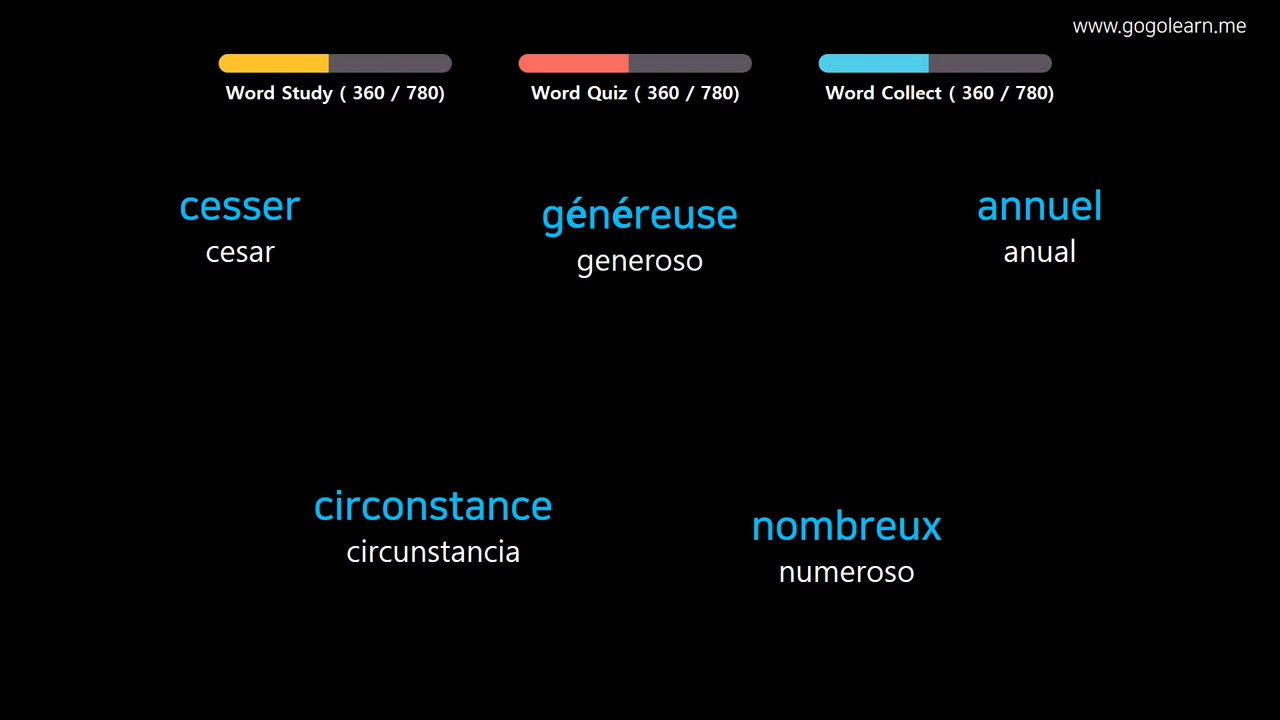 www.gogolearn.me
Word Study ( 360 / 780)
Word Quiz ( 360 / 780)
Word Collect ( 360 / 780)
cesser
cesar
généreuse
generoso
annuel
anual
circonstance
circunstancia
nombreux
numeroso